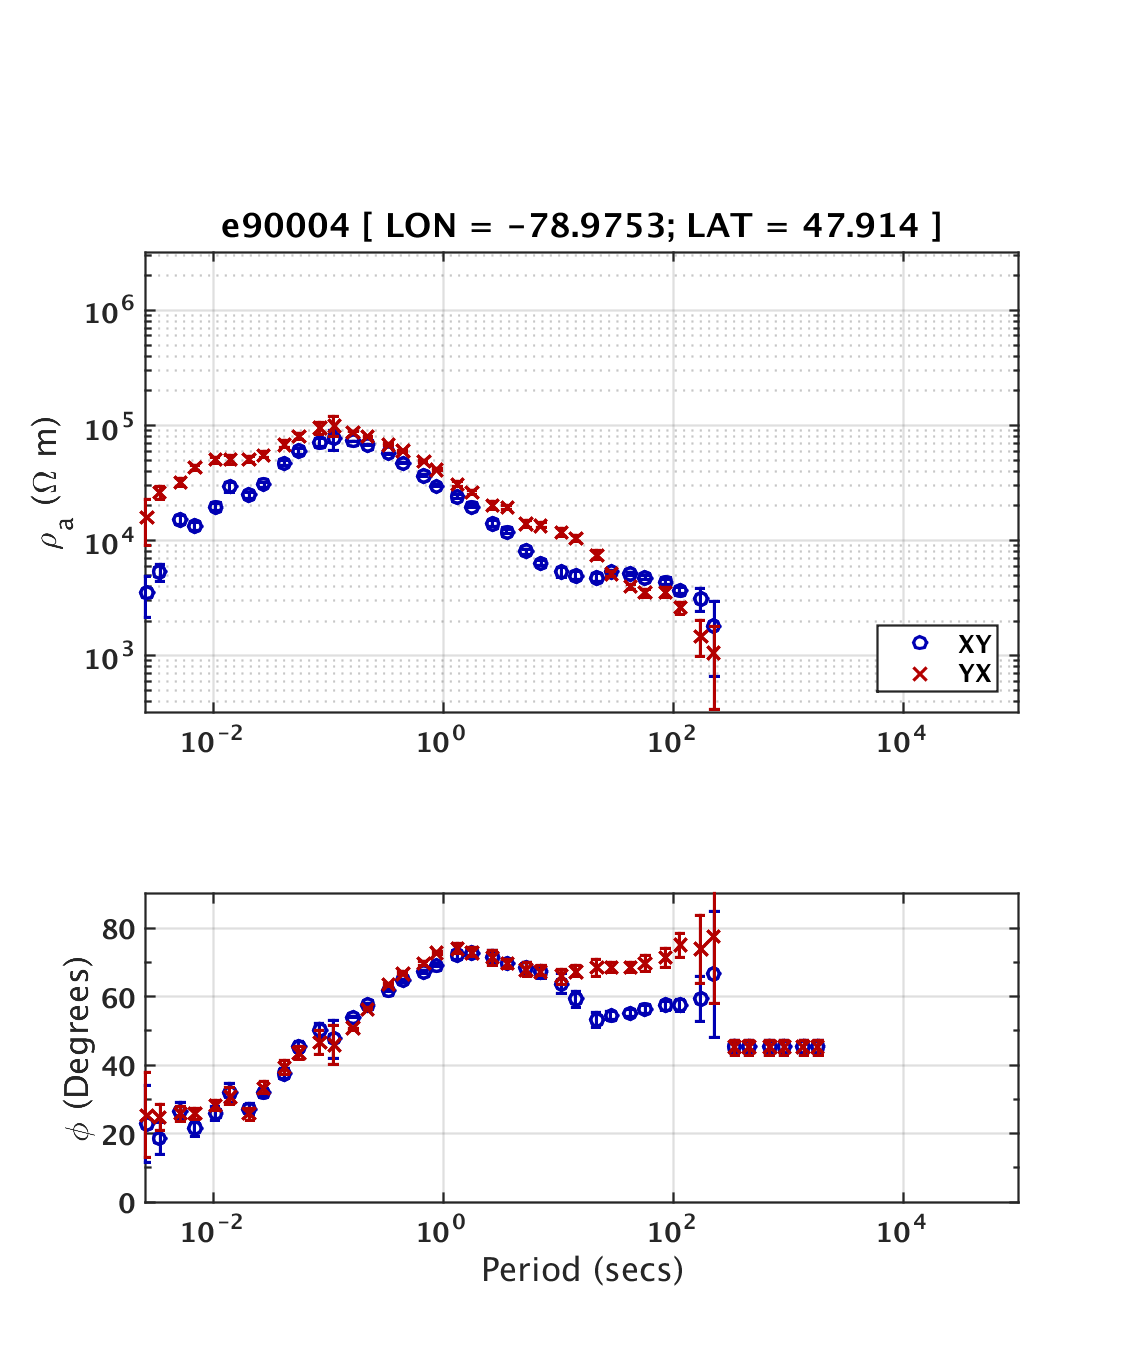 e90004 [ LON = -78.9753; LAT = 47.914 ]
ρa (Ω m)
10^6
10^5
10^4
10^3
10^-2 10^0 10^2 10^4
XY
YX
ϕ (Degrees)
80
60
40
20
0
10^-2 10^0 10^2 10^4
Period (secs)